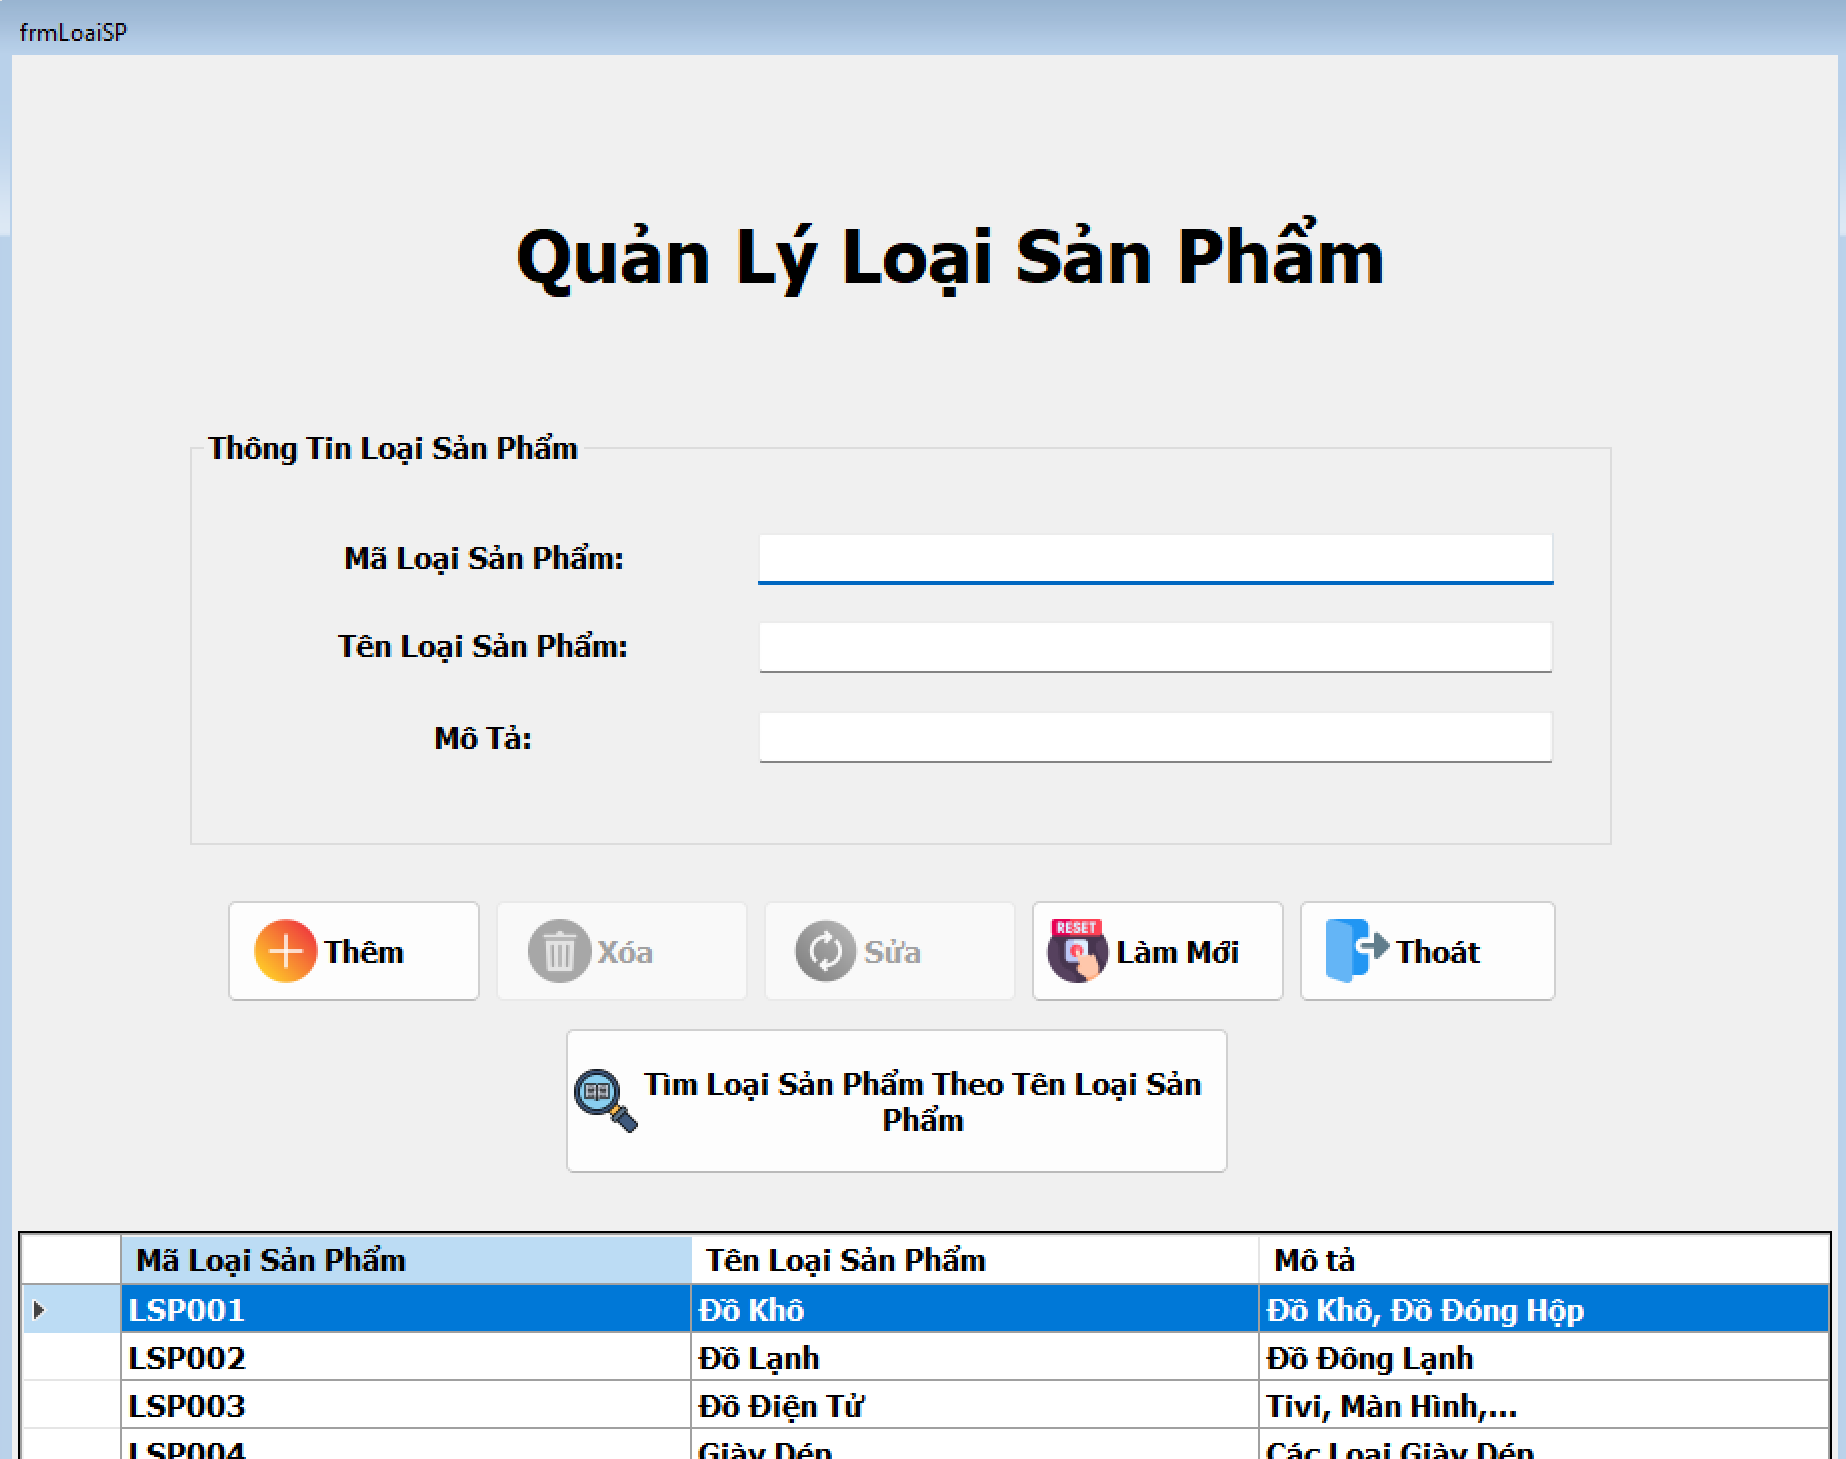 frmLoaiSP
Quản Lý Loại Sản Phẩm
Thông Tin Loại Sản Phẩm
Mã Loại Sản Phẩm:
Tên Loại Sản Phẩm:
Mô Tả:
Thêm
Xóa
Sửa
RESET
Làm Mới
Thoát
Tìm Loại Sản Phẩm Theo Tên Loại Sản
Phẩm
Mã Loại Sản Phẩm Tên Loại Sản Phẩm Mô tả
LSP001 Đồ Khô Đồ Khô, Đồ Đóng Hộp
LSP002 Đồ Lạnh Đồ Đông Lạnh
LSP003 Đồ Điện Tử Tivi, Màn Hình,...
LSP004 Giày Dép Các Loại Giày Dép